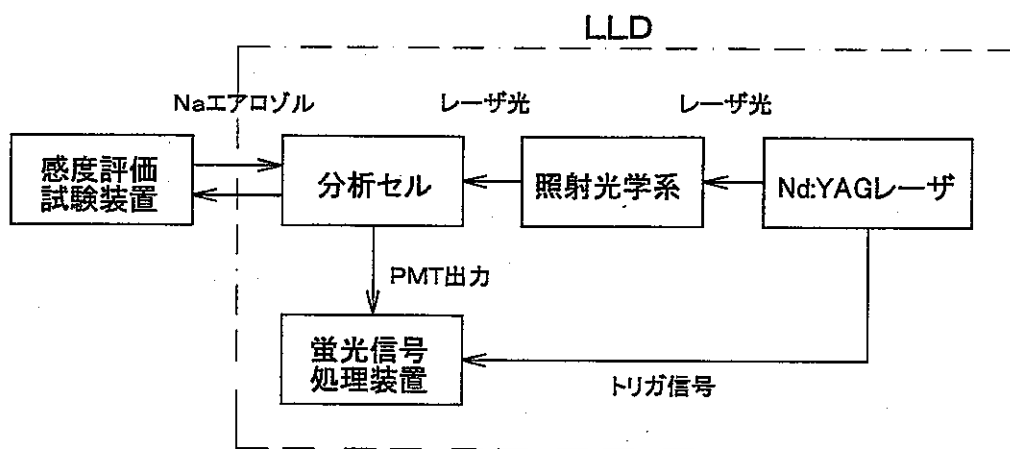 LLD
Naエアロゾル
レーザ光
レーザ光
感度評価
試験装置
分析セル
照射光学系
Nd:YAGレーザ
PMT出力
蛍光信号
処理装置
トリガ信号